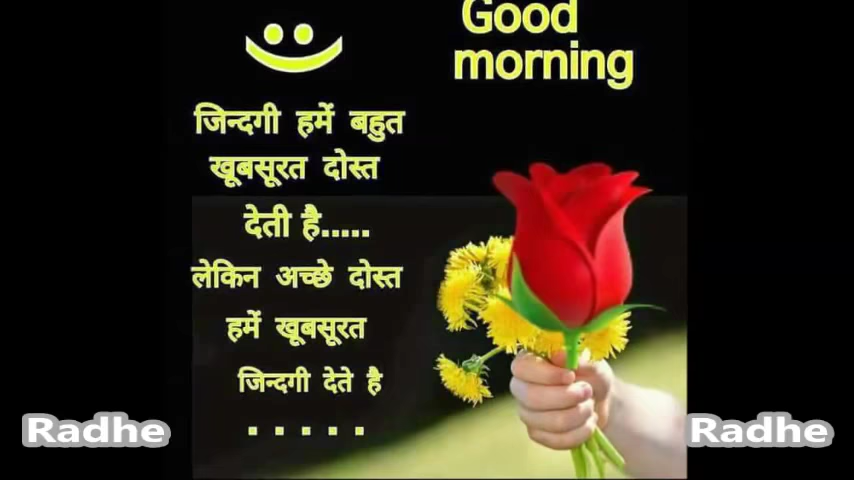 Good
morning
जिन्दगी हमें बहुत
खूबसूरत दोस्त
देती है.....
लेकिन अच्छे दोस्त
हमें खूबसूरत
जिन्दगी देते है
. . . . .
Radhe
Radhe